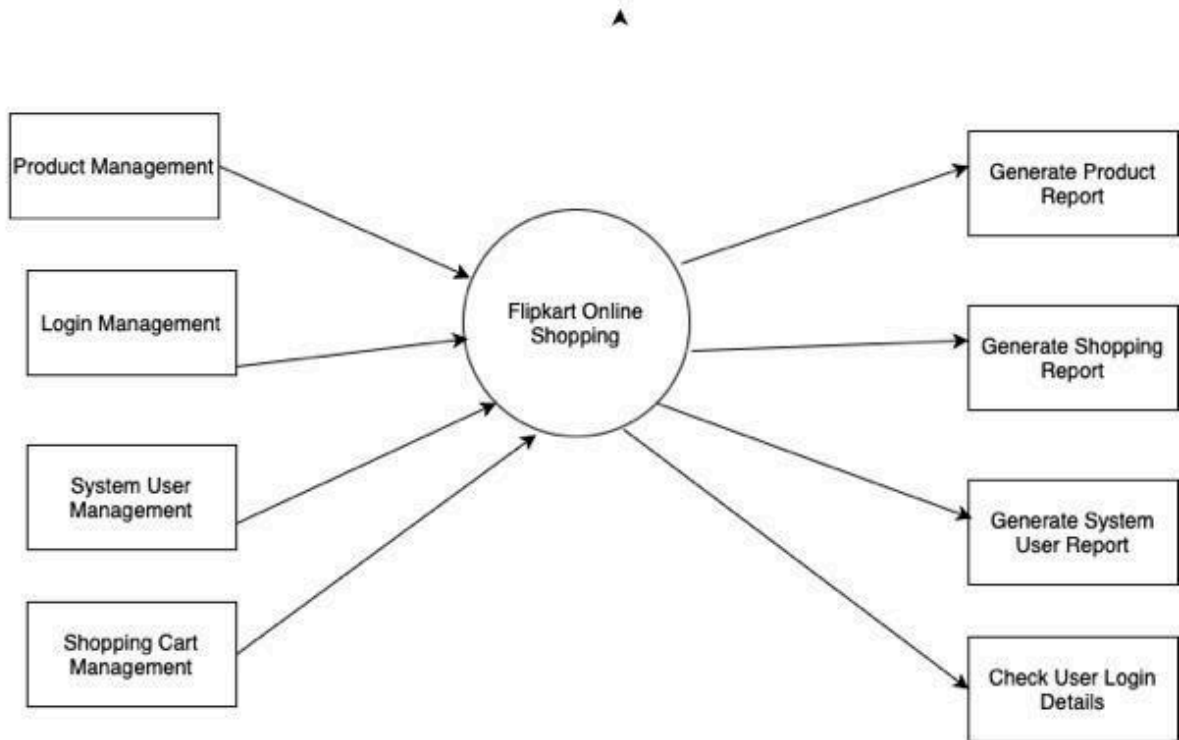 Product Management
Login Management
System User
Management
Shopping Cart
Management
Flipkart Online
Shopping
Generate Product
Report
Generate Shopping
Report
Generate System
User Report
Check User Login
Details